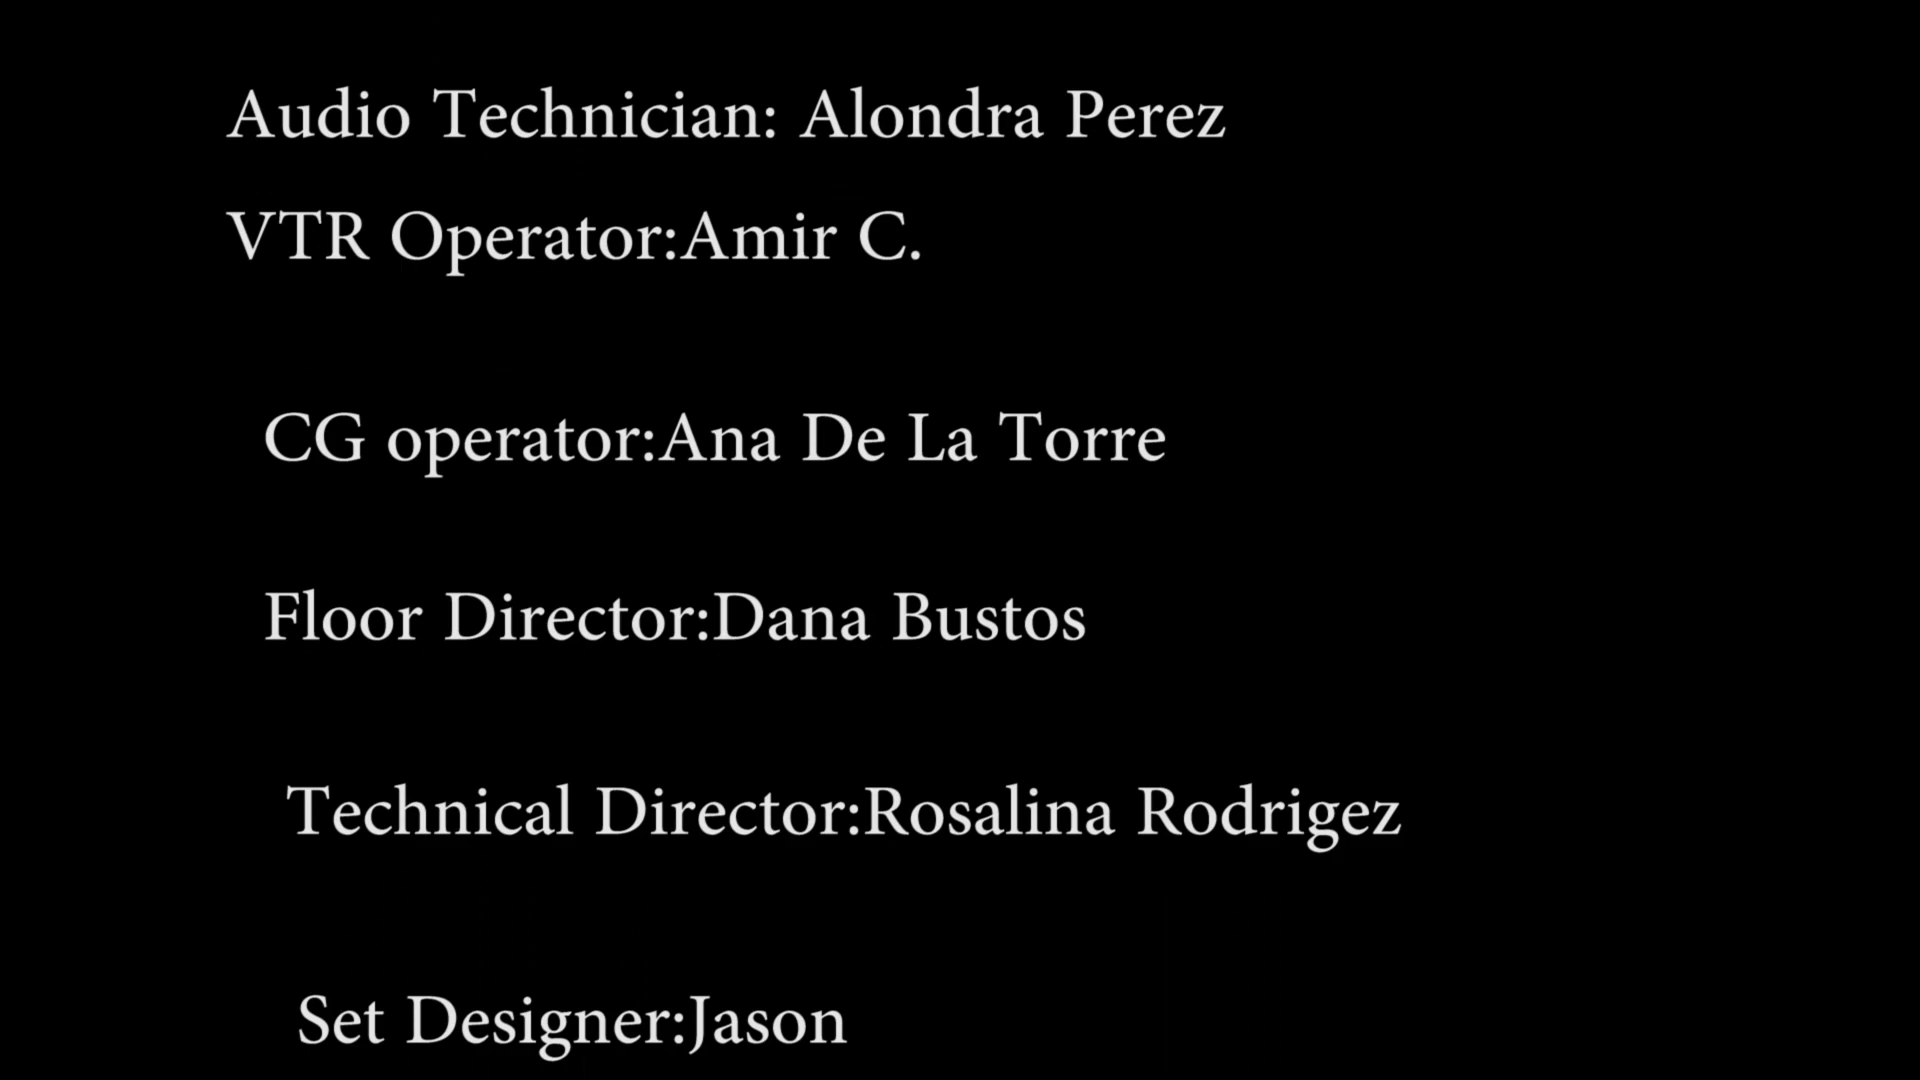 Audio Technician: Alondra Perez
VTR Operator:Amir C.
CG operator:Ana De La Torre
Floor Director:Dana Bustos
Technical Director:Rosalina Rodrigez
Set Designer:Jason